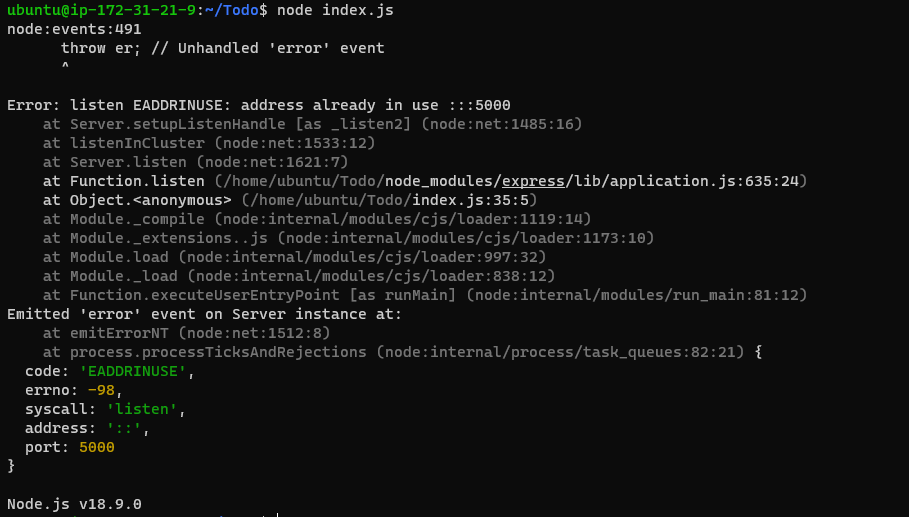 ubuntu@ip-172-31-21-9:~/Todo$ node index.js
node:events:491
      throw er; // Unhandled 'error' event
      ^

Error: listen EADDRINUSE: address already in use :::5000
    at Server.setupListenHandle [as _listen2] (node:net:1485:16)
    at listenInCluster (node:net:1533:12)
    at Server.listen (node:net:1621:7)
    at Function.listen (/home/ubuntu/Todo/node_modules/express/lib/application.js:635:24)
    at Object.<anonymous> (/home/ubuntu/Todo/index.js:35:5)
    at Module._compile (node:internal/modules/cjs/loader:1119:14)
    at Module._extensions..js (node:internal/modules/cjs/loader:1173:10)
    at Module.load (node:internal/modules/cjs/loader:997:32)
    at Module._load (node:internal/modules/cjs/loader:838:12)
    at Function.executeUserEntryPoint [as runMain] (node:internal/modules/run_main:81:12)
Emitted 'error' event on Server instance at:
    at emitErrorNT (node:net:1512:8)
    at process.processTicksAndRejections (node:internal/process/task_queues:82:21) {
  code: 'EADDRINUSE',
  errno: -98,
  syscall: 'listen',
  address: '::',
  port: 5000
}

Node.js v18.9.0